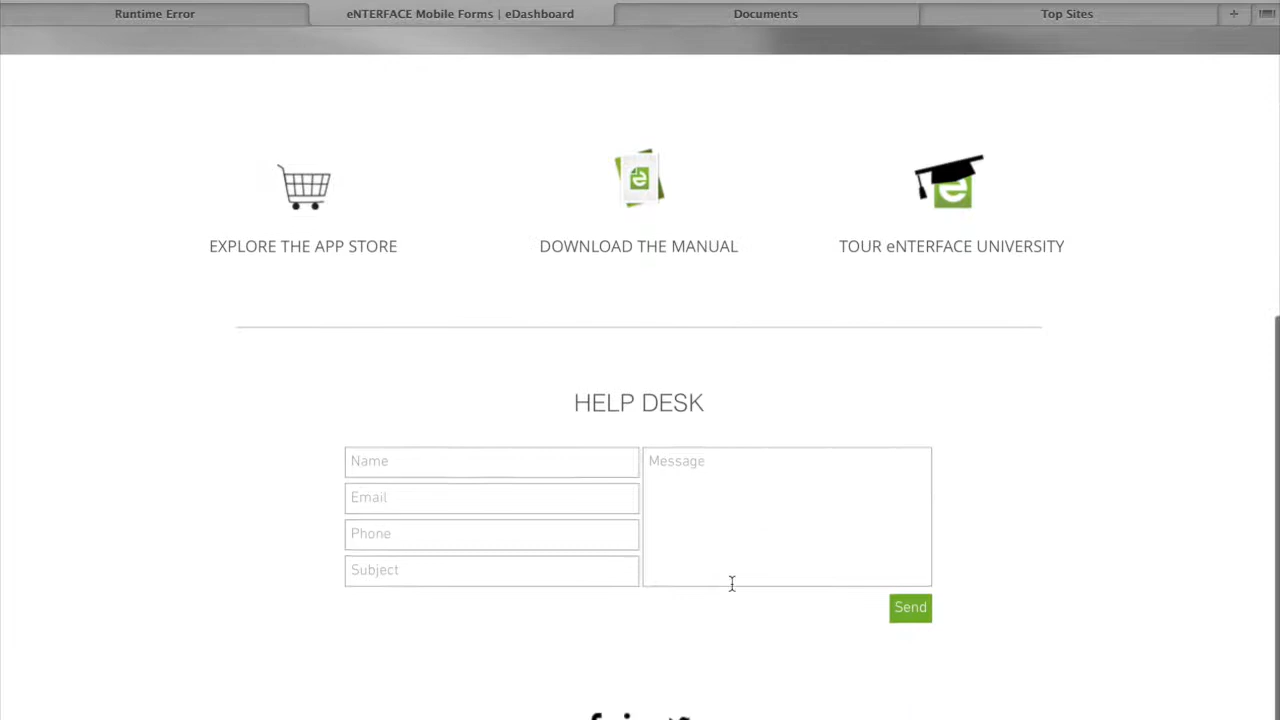 Runtime Error
eNTERFACE Mobile Forms | eDashboard
Documents
Top Sites
+
EXPLORE THE APP STORE
DOWNLOAD THE MANUAL
TOUR eNTERFACE UNIVERSITY
HELP DESK
Name
Message
Email
Phone
Subject
Send